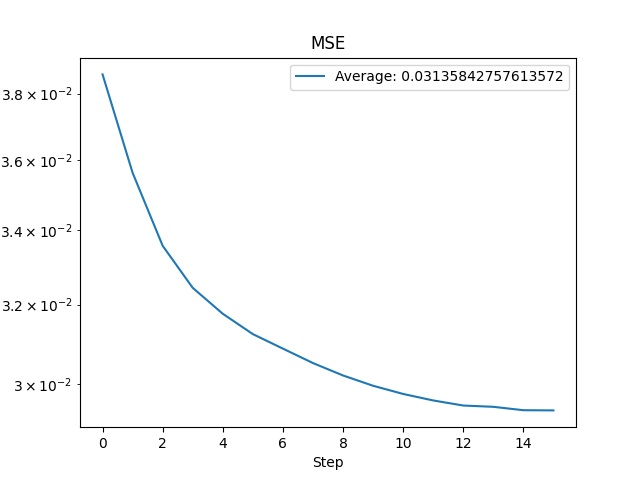 MSE
Average: 0.03135842757613572
3.8 × 10⁻²
3.6 × 10⁻²
3.4 × 10⁻²
3.2 × 10⁻²
3 × 10⁻²
0 2 4 6 8 10 12 14
Step